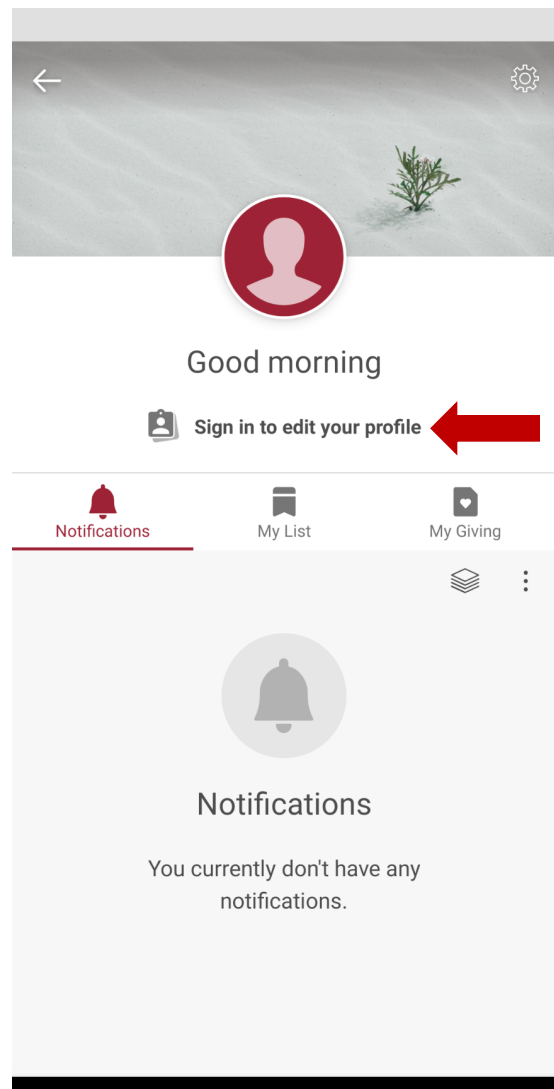 Good morning
Sign in to edit your profile
Notifications
My List
My Giving
Notifications
You currently don't have any
notifications.